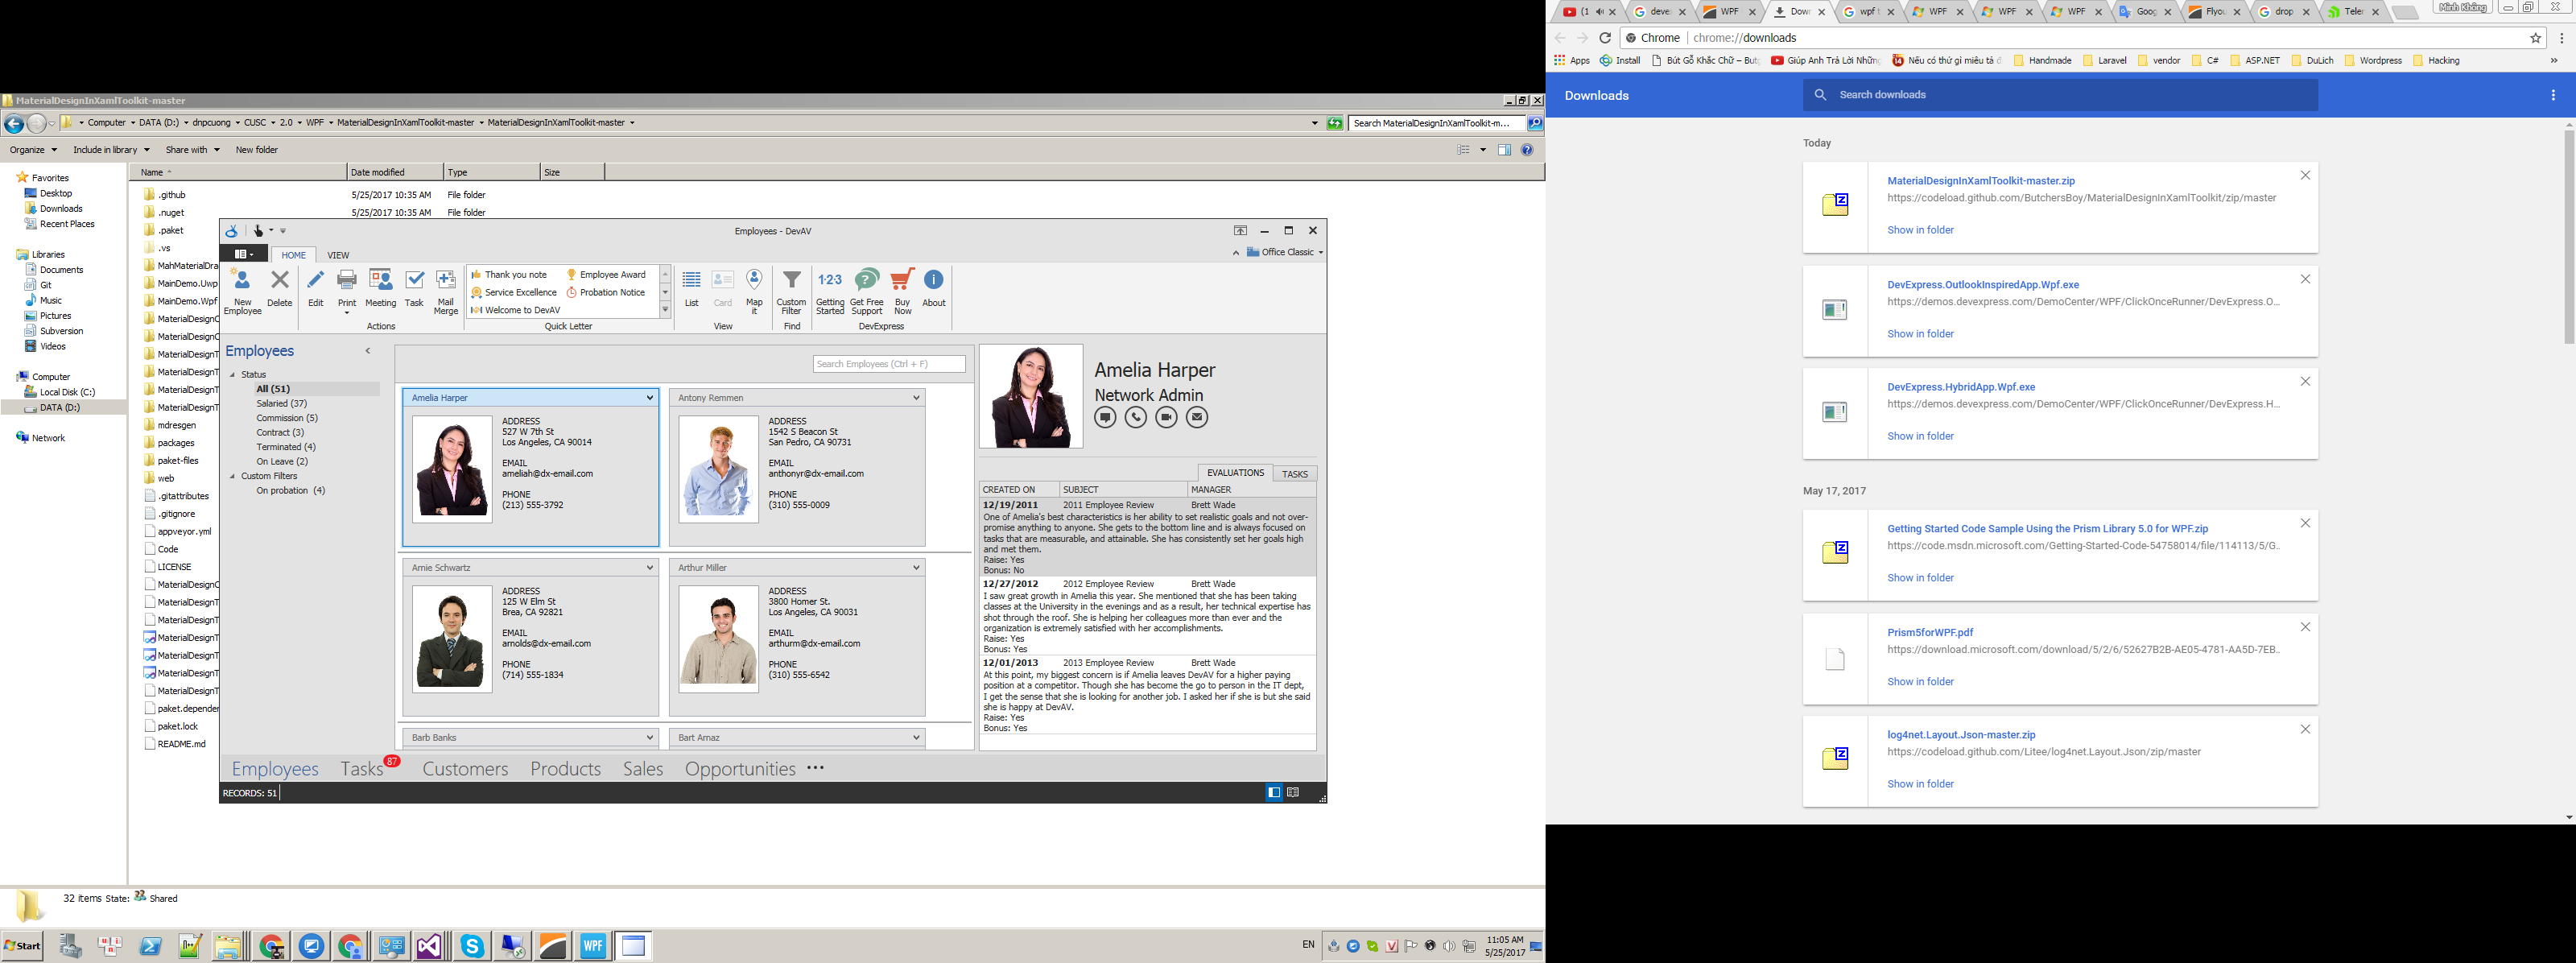 MaterialDesignInXamlToolkit-master
Computer DATA (D:) dnpcuong CUSC 2.0 WPF MaterialDesignInXamlToolkit-master MaterialDesignInXamlToolkit-master
Search MaterialDesignInXamlToolkit-m...
Organize Include in library Share with New folder
Favorites
Desktop
Downloads
Recent Places
Libraries
Documents
Git
Music
Pictures
Subversion
Videos
Computer
Local Disk (C:)
DATA (D:)
Network
Name Date modified Type Size
.github 5/25/2017 10:35 AM File folder
.nuget 5/25/2017 10:35 AM File folder
.paket
.vs
MahMaterialDra
MainDemo.Uwp
MainDemo.Wpf
MaterialDesignC
MaterialDesignC
MaterialDesignT
MaterialDesignT
MaterialDesignT
MaterialDesignT
mdresgen
packages
paket-files
web
.gitattributes
.gitignore
appveyor.yml
Code
LICENSE
MaterialDesignC
MaterialDesignT
MaterialDesignT
MaterialDesignT
MaterialDesignT
MaterialDesignT
MaterialDesignT
paket.depender
paket.lock
README.md
Employees - DevAV
HOME VIEW
Office Classic
New Employee
Delete
Edit
Print
Meeting
Task
Mail Merge
Actions
Thank you note Employee Award
Service Excellence Probation Notice
Welcome to DevAV
Quick Letter
List
Card
Map it
View
Custom Filter
Find
1·2·3
Getting Started
Get Free Support
Buy Now
About
DevExpress
Employees
Status
All (51)
Salaried (37)
Commission (5)
Contract (3)
Terminated (4)
On Leave (2)
Custom Filters
On probation (4)
Search Employees (Ctrl + F)
Amelia Harper
ADDRESS
527 W 7th St
Los Angeles, CA 90014
EMAIL
ameliah@dx-email.com
PHONE
(213) 555-3792
Antony Remmen
ADDRESS
1542 S Beacon St
San Pedro, CA 90731
EMAIL
anthonyr@dx-email.com
PHONE
(310) 555-0009
Arnie Schwartz
ADDRESS
125 W Elm St
Brea, CA 92821
EMAIL
arnolds@dx-email.com
PHONE
(714) 555-1834
Arthur Miller
ADDRESS
3800 Homer St.
Los Angeles, CA 90031
EMAIL
arthurm@dx-email.com
PHONE
(310) 555-6542
Barb Banks
Bart Arnaz
Amelia Harper
Network Admin
EVALUATIONS TASKS
CREATED ON SUBJECT MANAGER
12/19/2011 2011 Employee Review Brett Wade
One of Amelia's best characteristics is her ability to set realistic goals and not over-
promise anything to anyone. She gets to the bottom line and is always focused on
tasks that are measurable, and attainable. She has consistently set her goals high
and met them.
Raise: Yes
Bonus: No
12/27/2012 2012 Employee Review Brett Wade
I saw great growth in Amelia this year. She mentioned that she has been taking
classes at the University in the evenings and as a result, her technical expertise has
shot through the roof. She is helping her colleagues more than ever and the
organization is extremely satisfied with her accomplishments.
Raise: Yes
Bonus: Yes
12/01/2013 2013 Employee Review Brett Wade
At this point, my biggest concern is if Amelia leaves DevAV for a higher paying
position at a competitor. Though she has become the go to person in the IT dept,
I get the sense that she is looking for another job. I asked her if she is but she said
she is happy at DevAV.
Raise: Yes
Bonus: Yes
Employees Tasks 87 Customers Products Sales Opportunities •••
RECORDS: 51
32 items State: Shared
Start
WPF
EN
11:05 AM
5/25/2017
(1 deve WPF Dow wpf t WPF WPF WPF Goog Flyou drop Teler
Minh Khùng
Chrome chrome://downloads
Apps Install Bút Gỗ Khắc Chữ – But Giúp Anh Trả Lời Nhữn Nếu có thứ gì miêu tả đ Handmade Laravel vendor C# ASP.NET DuLich Wordpress Hacking »
Downloads
Search downloads
Today
MaterialDesignInXamlToolkit-master.zip
https://codeload.github.com/ButchersBoy/MaterialDesignInXamlToolkit/zip/master
Show in folder
DevExpress.OutlookInspiredApp.Wpf.exe
https://demos.devexpress.com/DemoCenter/WPF/ClickOnceRunner/DevExpress.O...
Show in folder
DevExpress.HybridApp.Wpf.exe
https://demos.devexpress.com/DemoCenter/WPF/ClickOnceRunner/DevExpress.H...
Show in folder
May 17, 2017
Getting Started Code Sample Using the Prism Library 5.0 for WPF.zip
https://code.msdn.microsoft.com/Getting-Started-Code-54758014/file/114113/5/G...
Show in folder
Prism5forWPF.pdf
https://download.microsoft.com/download/5/2/6/52627B2B-AE05-4781-AA5D-7EB...
Show in folder
log4net.Layout.Json-master.zip
https://codeload.github.com/Litee/log4net.Layout.Json/zip/master
Show in folder